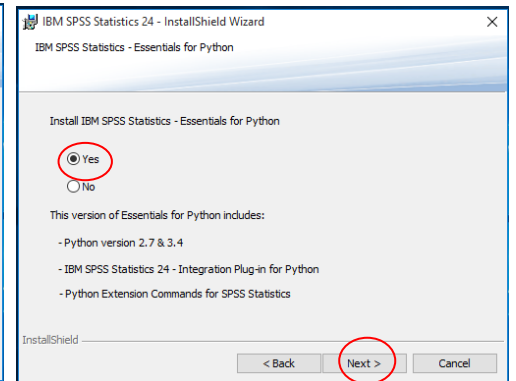 IBM SPSS Statistics 24 - InstallShield Wizard
IBM SPSS Statistics - Essentials for Python
Install IBM SPSS Statistics - Essentials for Python
Yes
No
This version of Essentials for Python includes:
- Python version 2.7 & 3.4
- IBM SPSS Statistics 24 - Integration Plug-in for Python
- Python Extension Commands for SPSS Statistics
InstallShield
< Back Next > Cancel